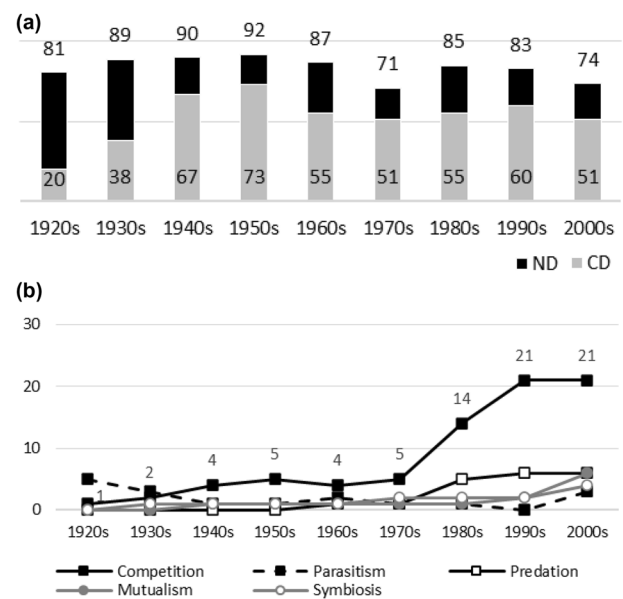 (a)
81 89 90 92 87 71 85 83 74
20 38 67 73 55 51 55 60 51
1920s 1930s 1940s 1950s 1960s 1970s 1980s 1990s 2000s
ND CD
(b)
30
21 21
20
14
10
5 5
4 4
2
1
0
1920s 1930s 1940s 1950s 1960s 1970s 1980s 1990s 2000s
Competition Parasitism Predation
Mutualism Symbiosis